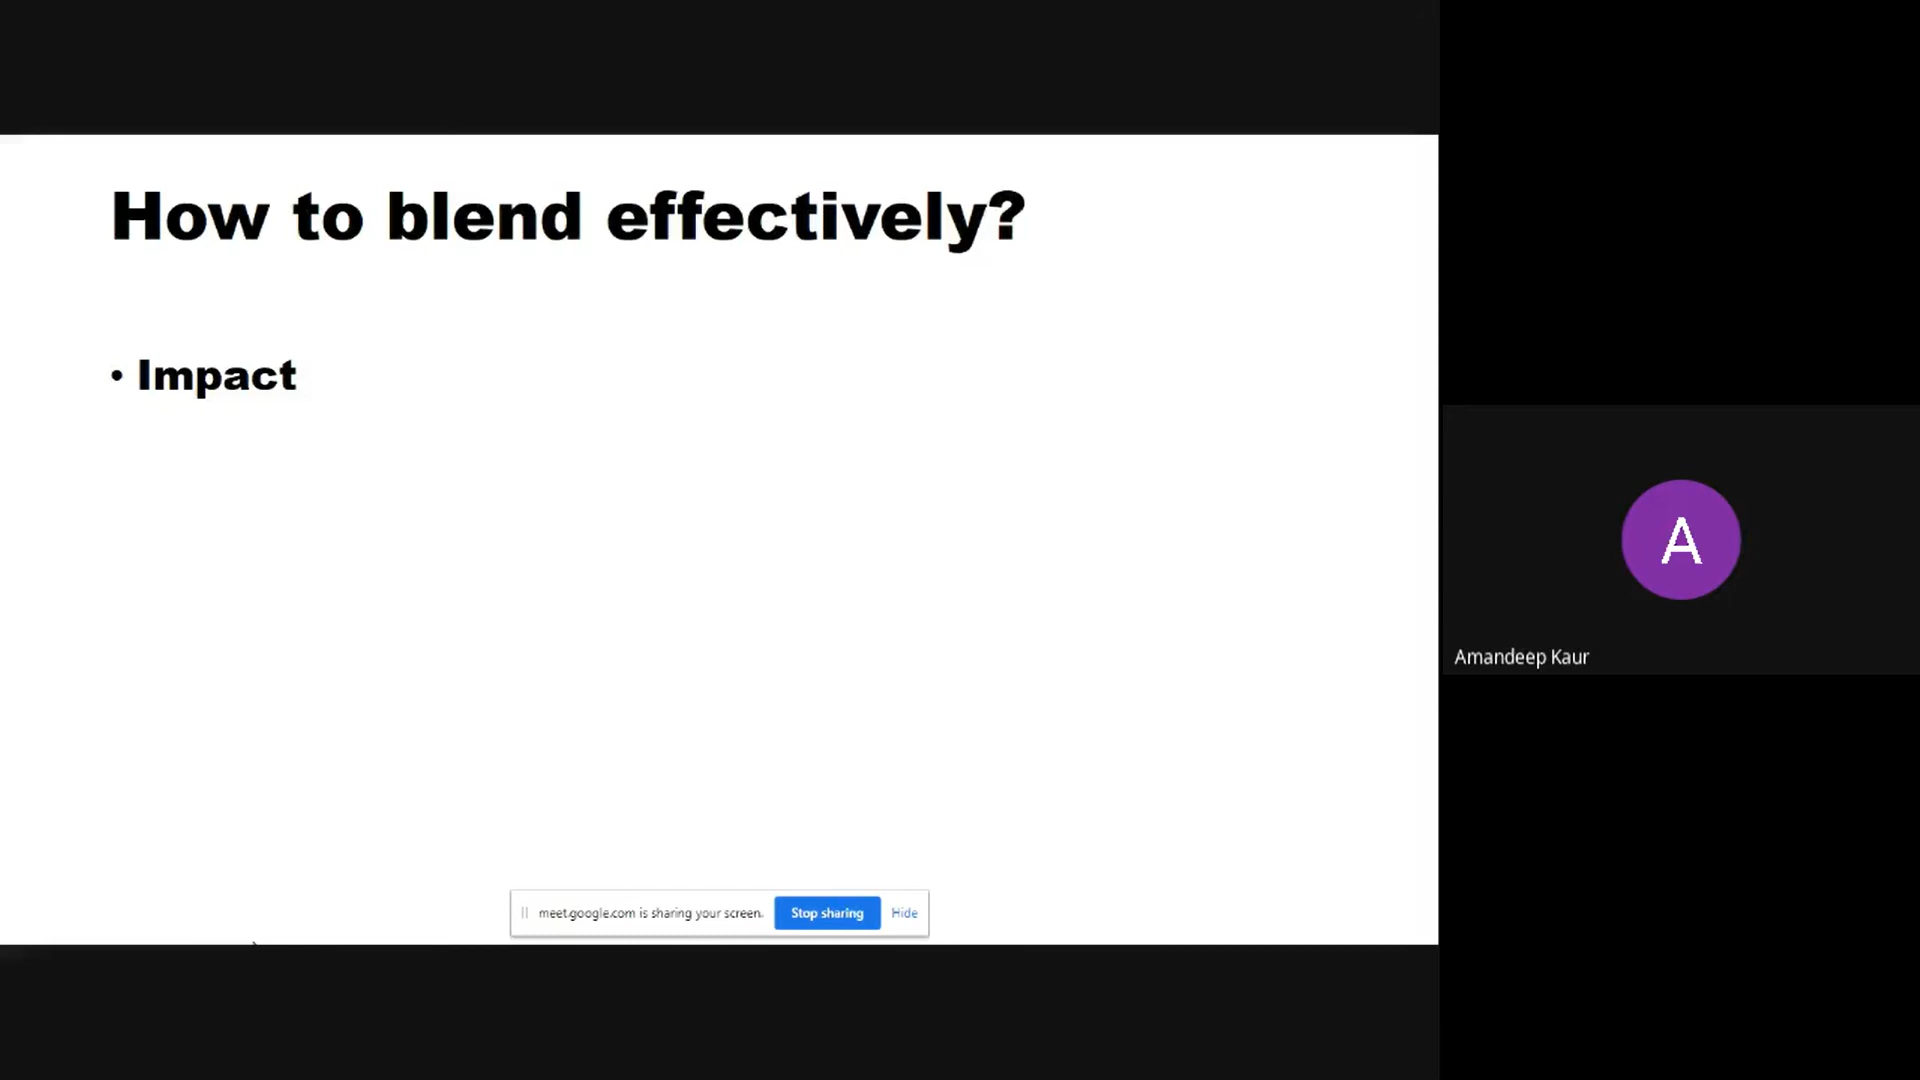 How to blend effectively?
• Impact
meet.google.com is sharing your screen.
Stop sharing
Hide
A
Amandeep Kaur